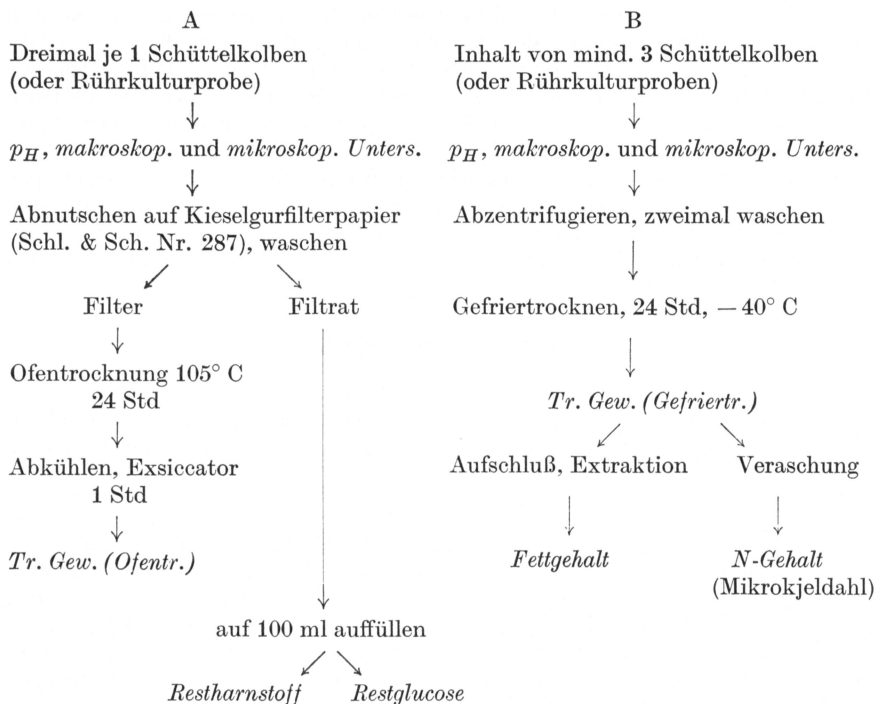 A
Dreimal je 1 Schüttelkolben
(oder Rührkulturprobe)
pH, makroskop. und mikroskop. Unters.
Abnutschen auf Kieselgurfilterpapier
(Schl. & Sch. Nr. 287), waschen
Filter Filtrat
Ofentrocknung 105° C
24 Std
Abkühlen, Exsiccator
1 Std
Tr. Gew. (Ofentr.)
auf 100 ml auffüllen
Restharnstoff Restglucose
B
Inhalt von mind. 3 Schüttelkolben
(oder Rührkulturproben)
pH, makroskop. und mikroskop. Unters.
Abzentrifugieren, zweimal waschen
Gefriertrocknen, 24 Std, — 40° C
Tr. Gew. (Gefriertr.)
Aufschluß, Extraktion Veraschung
Fettgehalt N-Gehalt
(Mikrokjeldahl)